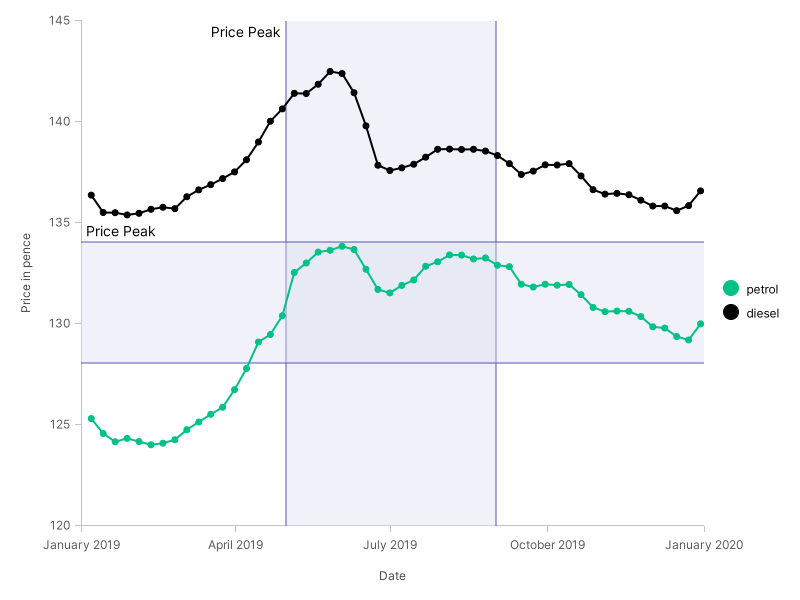 145
Price Peak
140
135
Price Peak
130
125
120
Price in pence
January 2019
April 2019
July 2019
October 2019
January 2020
Date
petrol
diesel